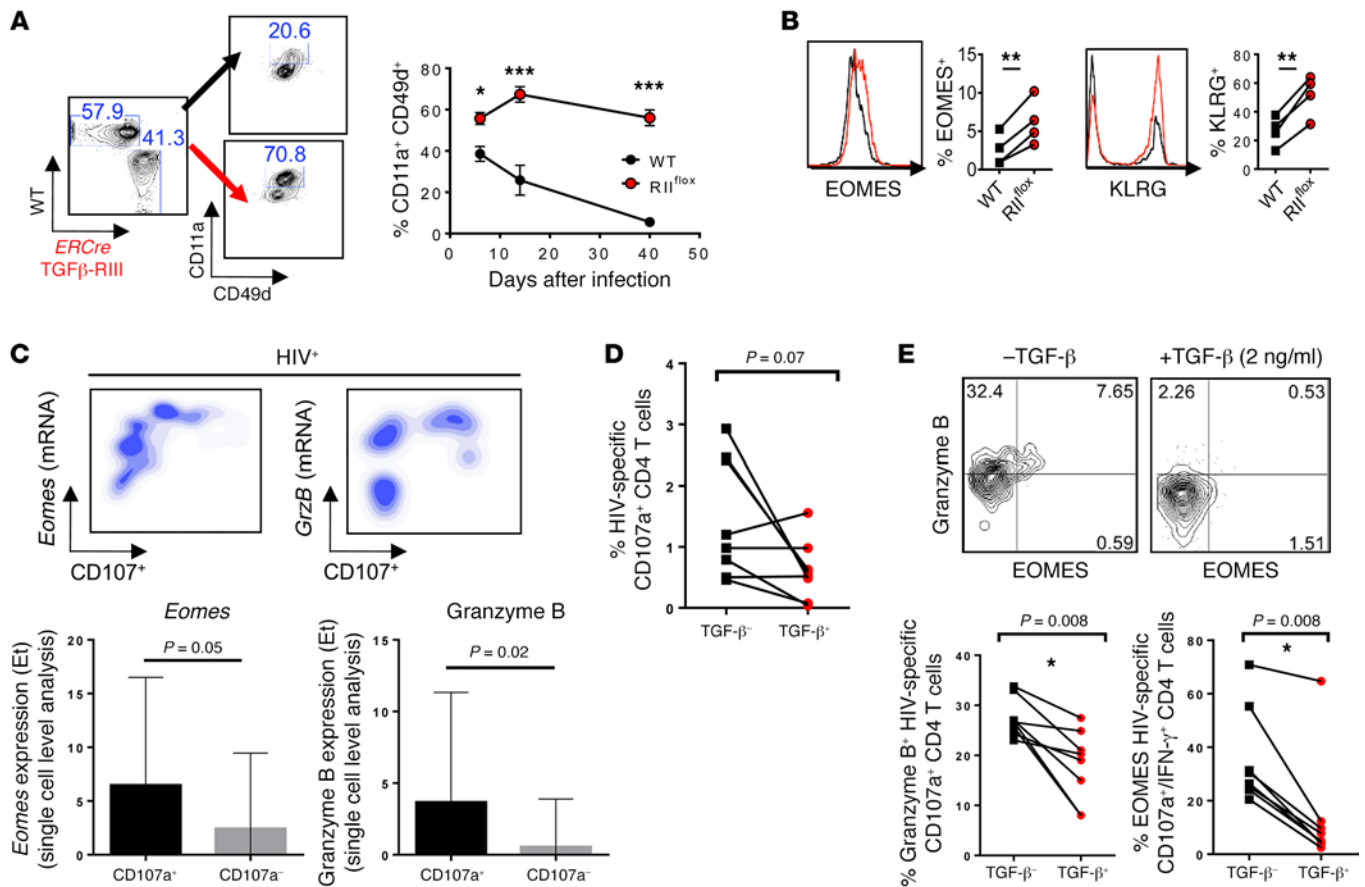 A
57.9
41.3
WT
ERCre
TGFβ-RIII
20.6
70.8
CD11a
CD49d
% CD11a⁺ CD49d⁺
80
60
40
20
0
*
***
***
WT
RIIflox
0 10 20 30 40 50
Days after infection
B
EOMES
% EOMES⁺
15
10
5
0
**
WT
RIIflox
KLRG
% KLRG⁺
80
60
40
20
0
**
WT
RIIflox
C
HIV⁺
Eomes (mRNA)
CD107⁺
GrzB (mRNA)
CD107⁺
Eomes
Eomes expression (Et)
(single cell level analysis)
20
15
10
5
0
P = 0.05
CD107a⁺ CD107a⁻
Granzyme B
Granzyme B expression (Et)
(single cell level analysis)
15
10
5
0
P = 0.02
CD107a⁺ CD107a⁻
D
P = 0.07
% HIV-specific
CD107a⁺ CD4 T cells
4
3
2
1
0
TGF-β⁻ TGF-β⁺
E
–TGF-β
+TGF-β (2 ng/ml)
Granzyme B
32.4 7.65
0.59
EOMES
2.26 0.53
1.51
EOMES
P = 0.008
*
% Granzyme B⁺ HIV-specific
CD107a⁺ CD4 T cells
40
30
20
10
0
TGF-β⁻ TGF-β⁺
P = 0.008
*
% EOMES HIV-specific
CD107a⁺/IFN-γ⁺ CD4 T cells
80
60
40
20
0
TGF-β⁻ TGF-β⁺